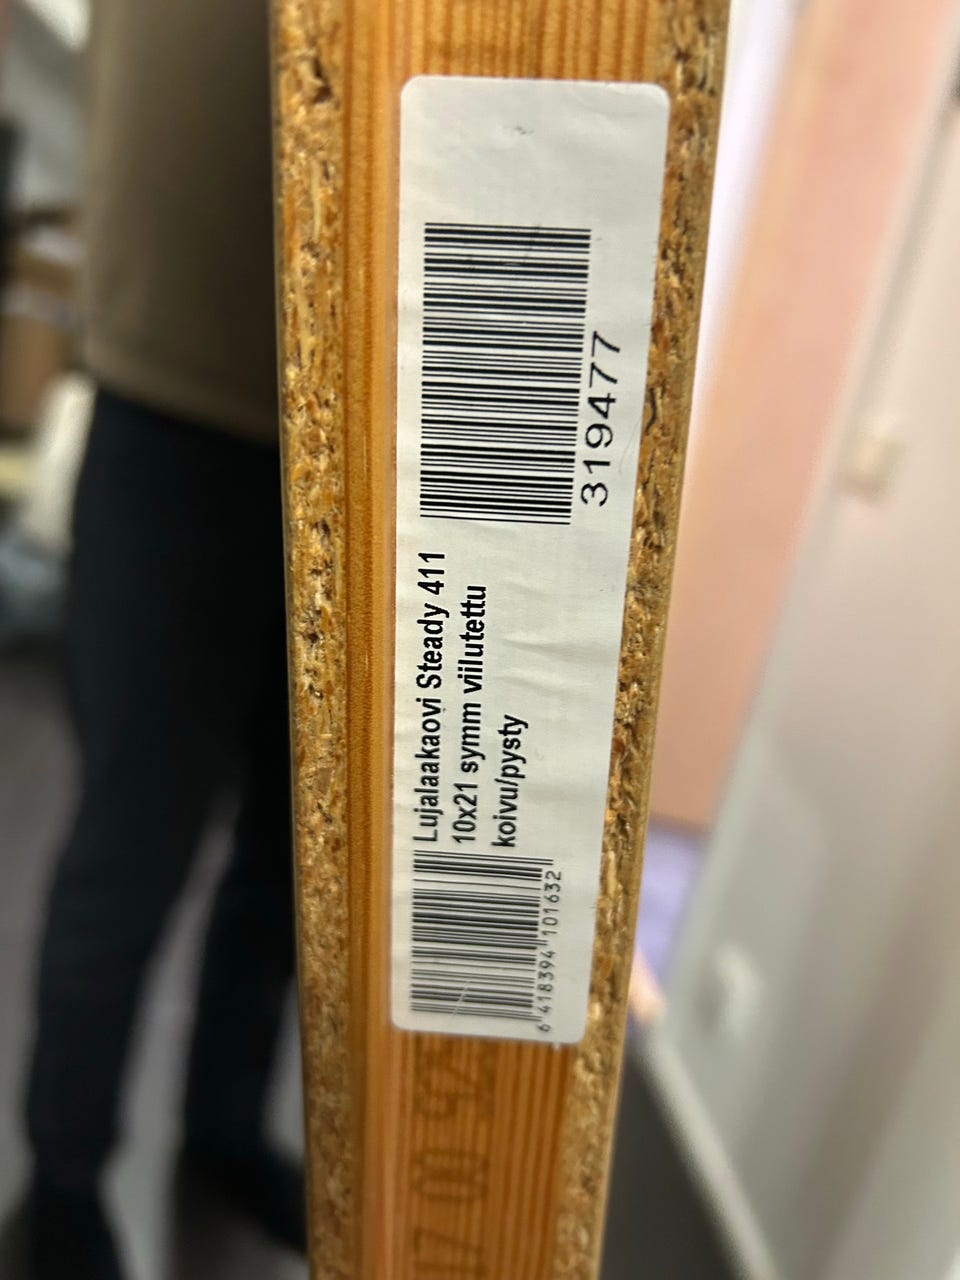 319477
Lujalaakaovi Steady 411
10x21 symm viilutettu
koivu/pysty
6 418394 101632